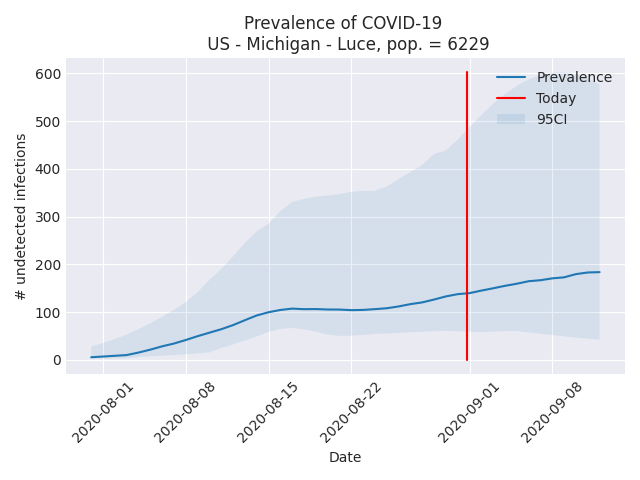 Prevalence of COVID-19
US - Michigan - Luce, pop. = 6229
Prevalence
Today
95CI
600
500
400
300
200
100
0
# undetected infections
2020-08-01
2020-08-08
2020-08-15
2020-08-22
2020-09-01
2020-09-08
Date